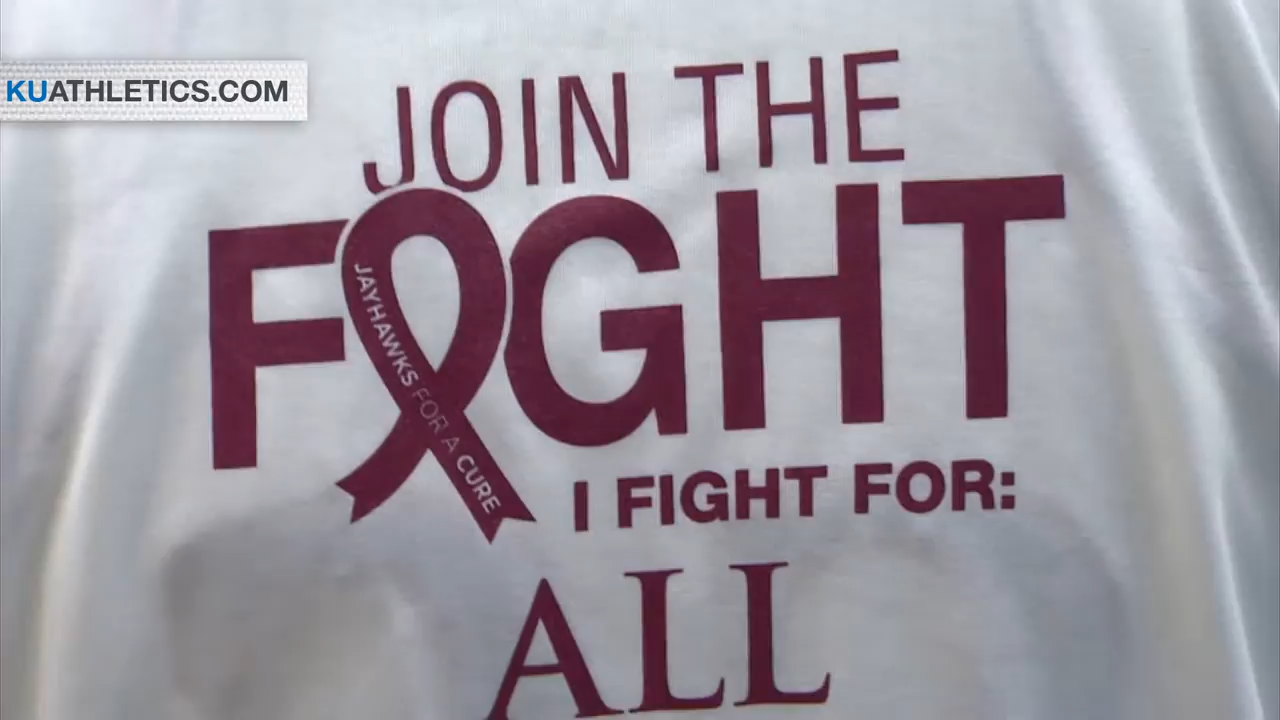 KUATHLETICS.COM
JOIN THE
FIGHT
JAYHAWKS FOR A CURE
I FIGHT FOR:
ALL